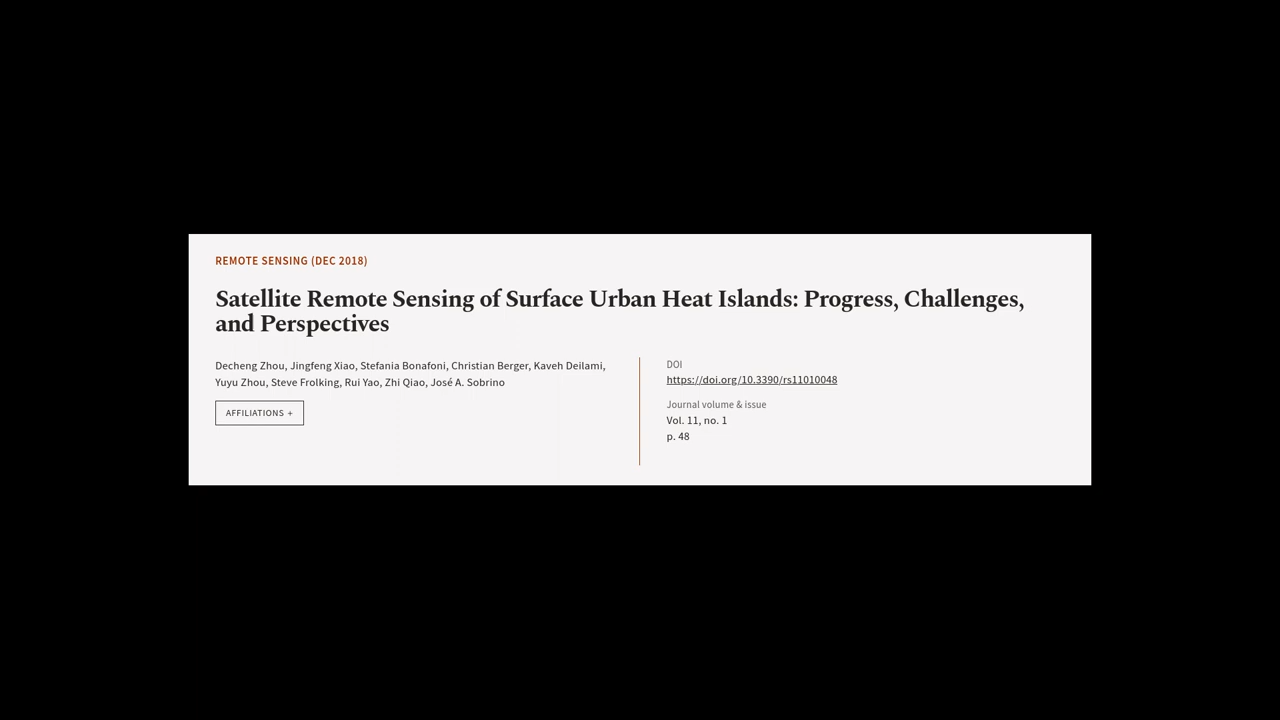 REMOTE SENSING (DEC 2018)
Satellite Remote Sensing of Surface Urban Heat Islands: Progress, Challenges,
and Perspectives
Decheng Zhou, Jingfeng Xiao, Stefania Bonafoni, Christian Berger, Kaveh Deilami,
Yuyu Zhou, Steve Frolking, Rui Yao, Zhi Qiao, José A. Sobrino
AFFILIATIONS +
DOI
https://doi.org/10.3390/rs11010048
Journal volume & issue
Vol. 11, no. 1
p. 48